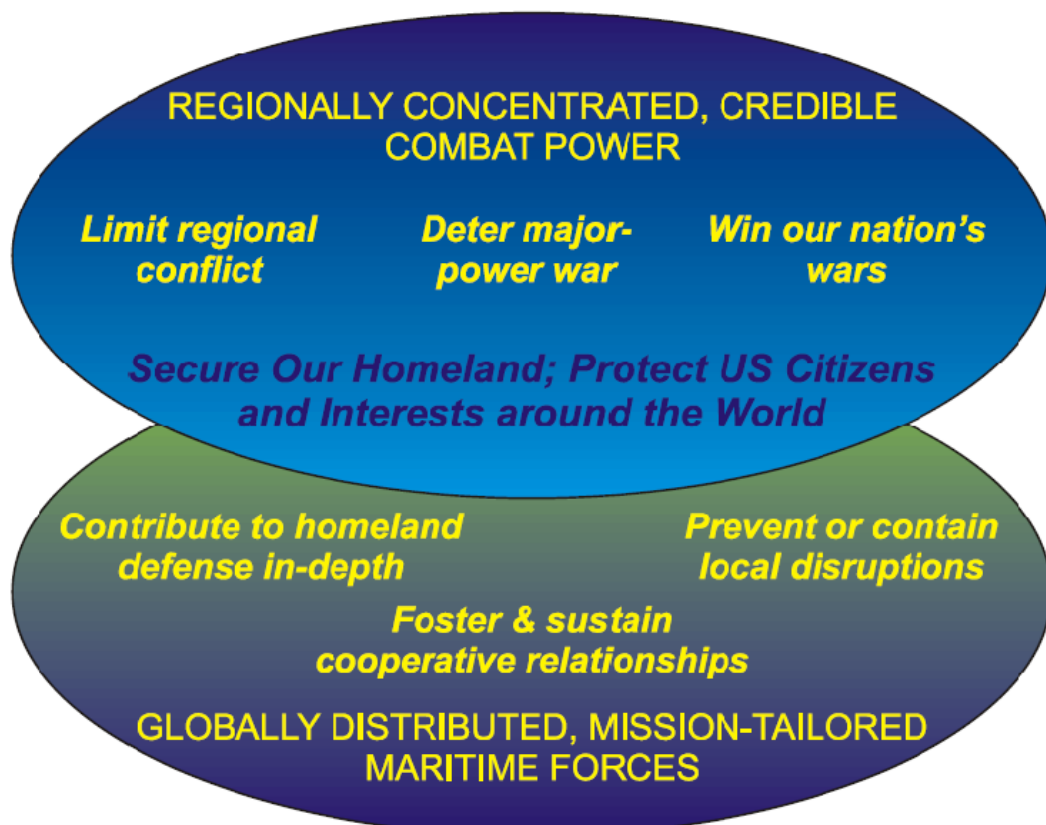 REGIONALLY CONCENTRATED, CREDIBLE
COMBAT POWER
Limit regional
conflict
Deter major-
power war
Win our nation's
wars
Secure Our Homeland; Protect US Citizens
and Interests around the World
Contribute to homeland
defense in-depth
Prevent or contain
local disruptions
Foster & sustain
cooperative relationships
GLOBALLY DISTRIBUTED, MISSION-TAILORED
MARITIME FORCES